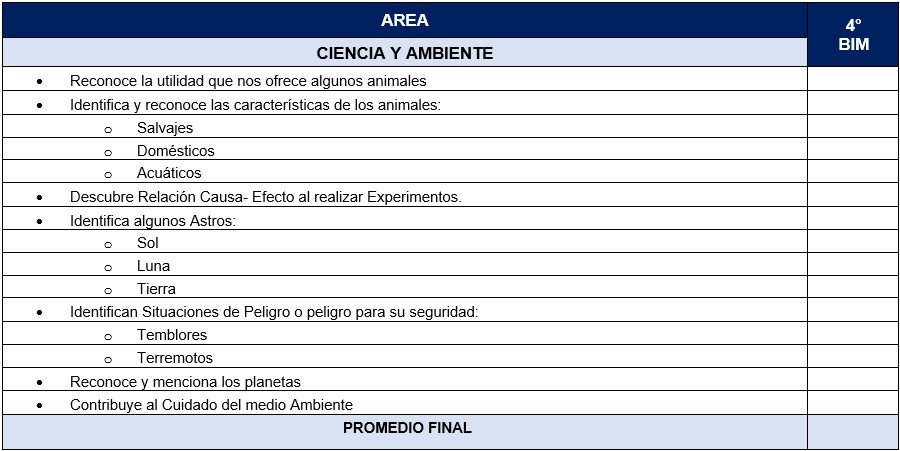 AREA
4°
BIM
CIENCIA Y AMBIENTE
• Reconoce la utilidad que nos ofrece algunos animales
• Identifica y reconoce las características de los animales:
o Salvajes
o Domésticos
o Acuáticos
• Descubre Relación Causa- Efecto al realizar Experimentos.
• Identifica algunos Astros:
o Sol
o Luna
o Tierra
• Identifican Situaciones de Peligro o peligro para su seguridad:
o Temblores
o Terremotos
• Reconoce y menciona los planetas
• Contribuye al Cuidado del medio Ambiente
PROMEDIO FINAL